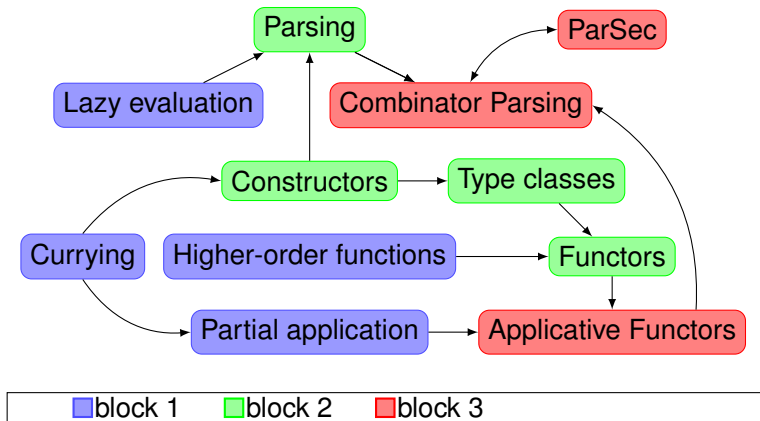 Parsing
ParSec
Lazy evaluation
Combinator Parsing
Constructors
Type classes
Currying
Higher-order functions
Functors
Partial application
Applicative Functors
block 1
block 2
block 3